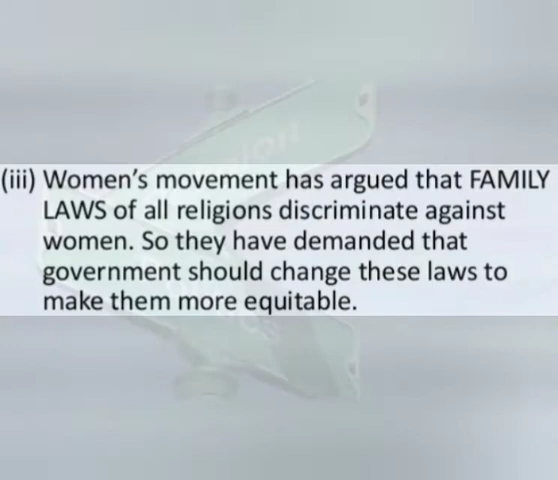 (iii) Women's movement has argued that FAMILY
LAWS of all religions discriminate against
women. So they have demanded that
government should change these laws to
make them more equitable.